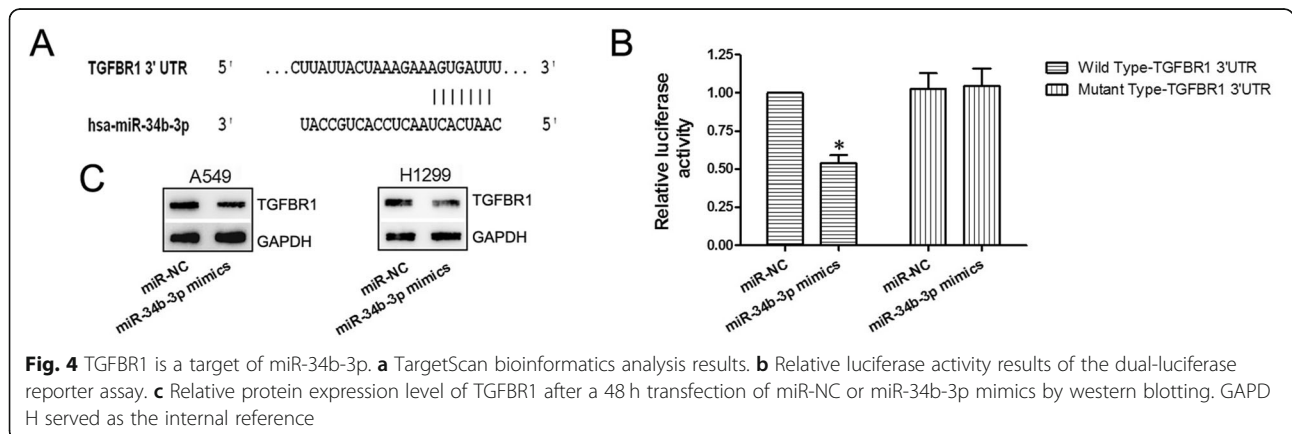 A
TGFBR1 3' UTR 5' ...CUUAUUACUAAAGAAAGUGAUUU... 3'
hsa-miR-34b-3p 3' UACCGUCACCUCAAUCACUAAC 5'
B
Relative luciferase activity
1.25
1.00
0.75
0.50
0.25
0.00
*
miR-NC
miR-34b-3p mimics
miR-NC
miR-34b-3p mimics
Wild Type-TGFBR1 3'UTR
Mutant Type-TGFBR1 3'UTR
C
A549
TGFBR1
GAPDH
miR-NC
miR-34b-3p mimics
H1299
TGFBR1
GAPDH
miR-NC
miR-34b-3p mimics
Fig. 4 TGFBR1 is a target of miR-34b-3p. a TargetScan bioinformatics analysis results. b Relative luciferase activity results of the dual-luciferase
reporter assay. c Relative protein expression level of TGFBR1 after a 48 h transfection of miR-NC or miR-34b-3p mimics by western blotting. GAPD
H served as the internal reference